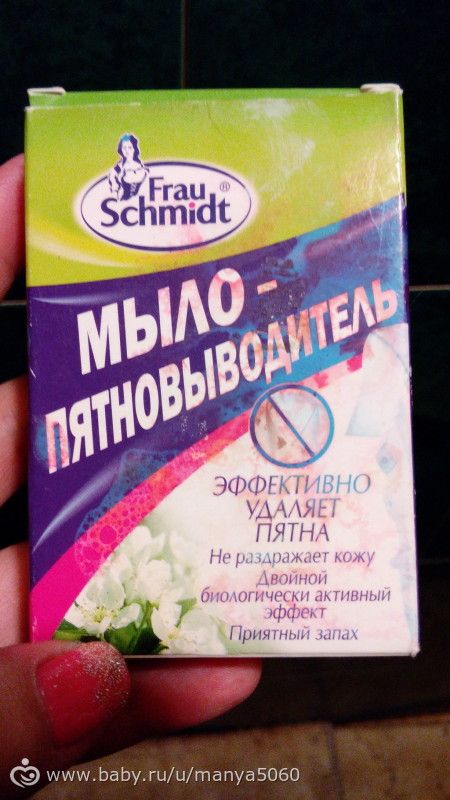 Frau ®
Schmidt
МЫЛО -
ПЯТНОВЫВОДИТЕЛЬ
ЭФФЕКТИВНО
УДАЛЯЕТ
ПЯТНА
Не раздражает кожу
Двойной
биологически активный
эффект
Приятный запах
www.baby.ru/u/manya5060